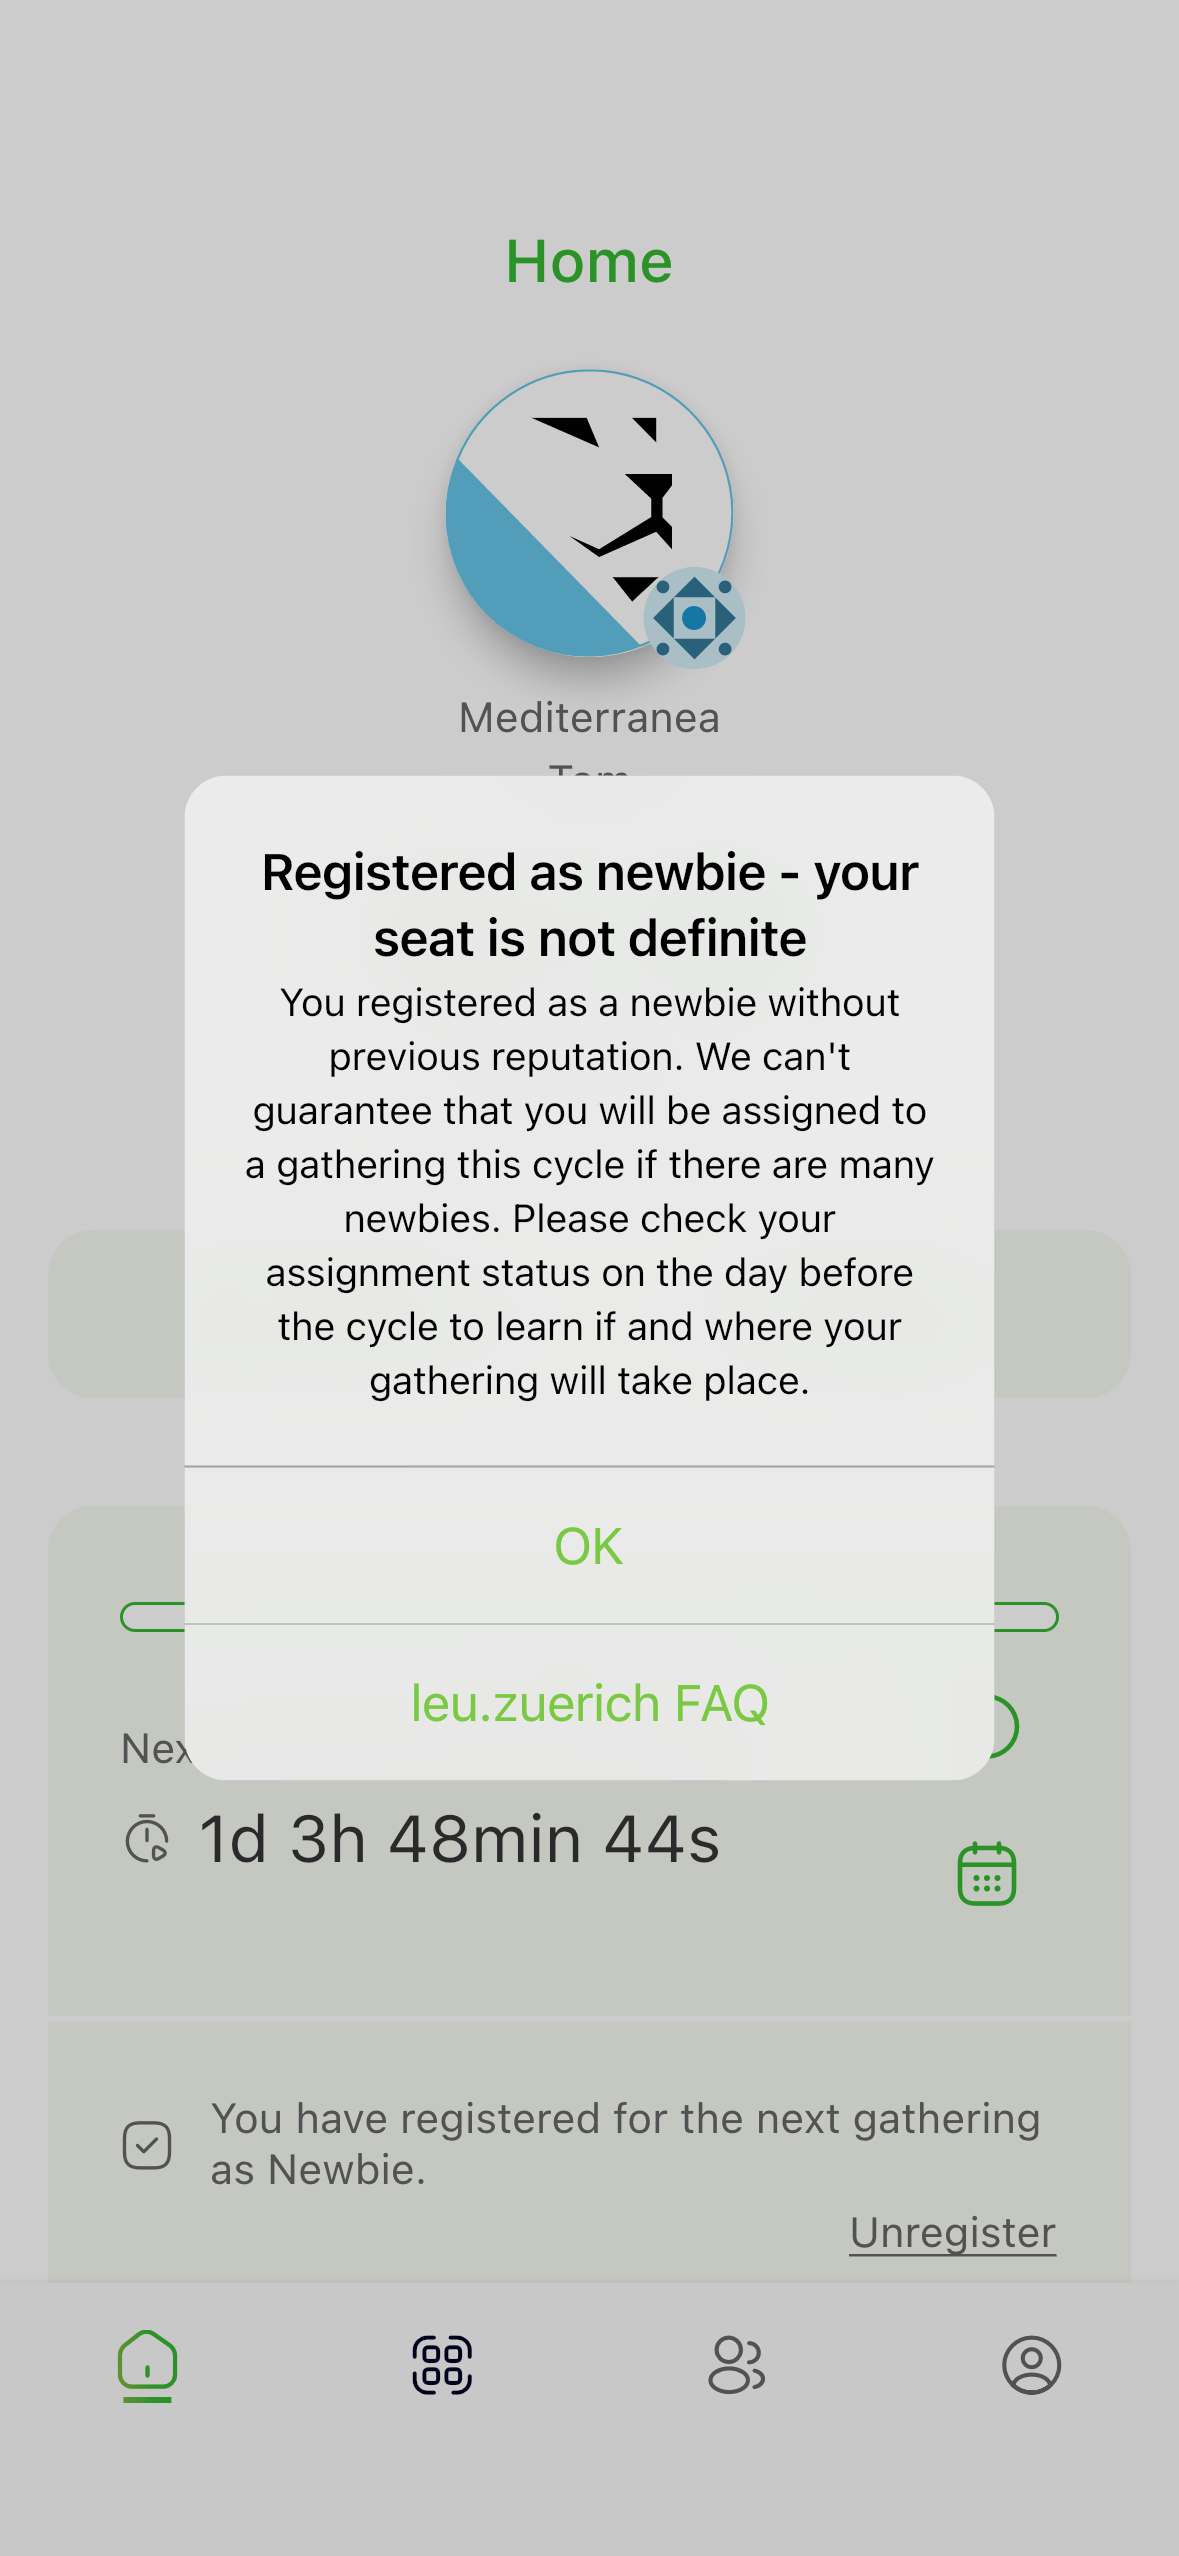 Home
Mediterranea
Registered as newbie - your
seat is not definite
You registered as a newbie without
previous reputation. We can't
guarantee that you will be assigned to
a gathering this cycle if there are many
newbies. Please check your
assignment status on the day before
the cycle to learn if and where your
gathering will take place.
OK
leu.zuerich FAQ
1d 3h 48min 44s
You have registered for the next gathering
as Newbie.
Unregister